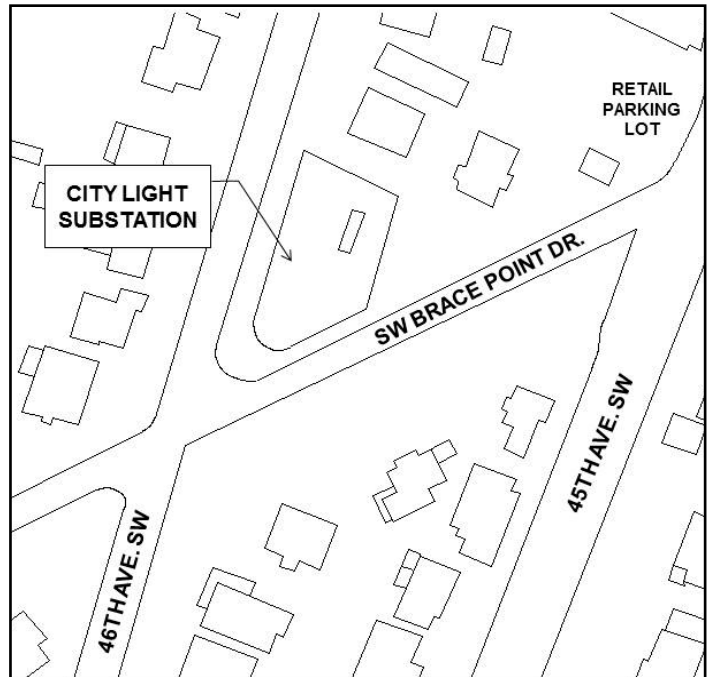 RETAIL
PARKING
LOT
CITY LIGHT
SUBSTATION
SW BRACE POINT DR.
45TH AVE. SW
46TH AVE. SW